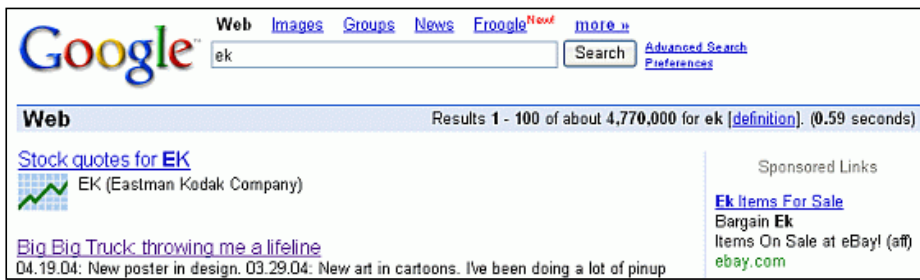 Web Images Groups News Froogle New! more »
Google™
ek Search Advanced Search
Preferences
Web Results 1 - 100 of about 4,770,000 for ek [definition]. (0.59 seconds)
Stock quotes for EK
EK (Eastman Kodak Company)
Big Big Truck: throwing me a lifeline
04.19.04: New poster in design. 03.29.04: New art in cartoons. I've been doing a lot of pinup
Sponsored Links
Ek Items For Sale
Bargain Ek
Items On Sale at eBay! (aff)
ebay.com